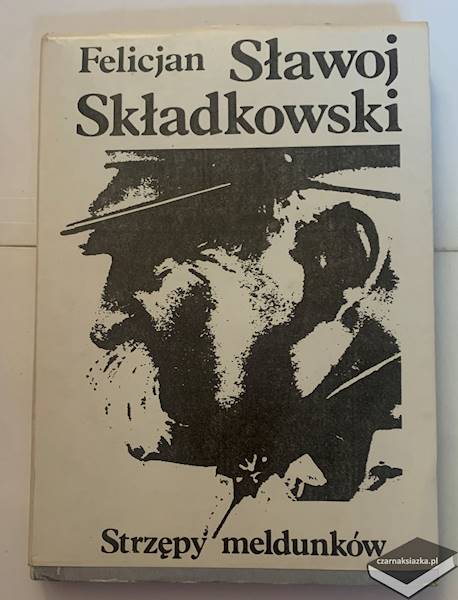 Felicjan Sławoj
Składkowski
Strzępy meldunków
czarnaksiazka.pl